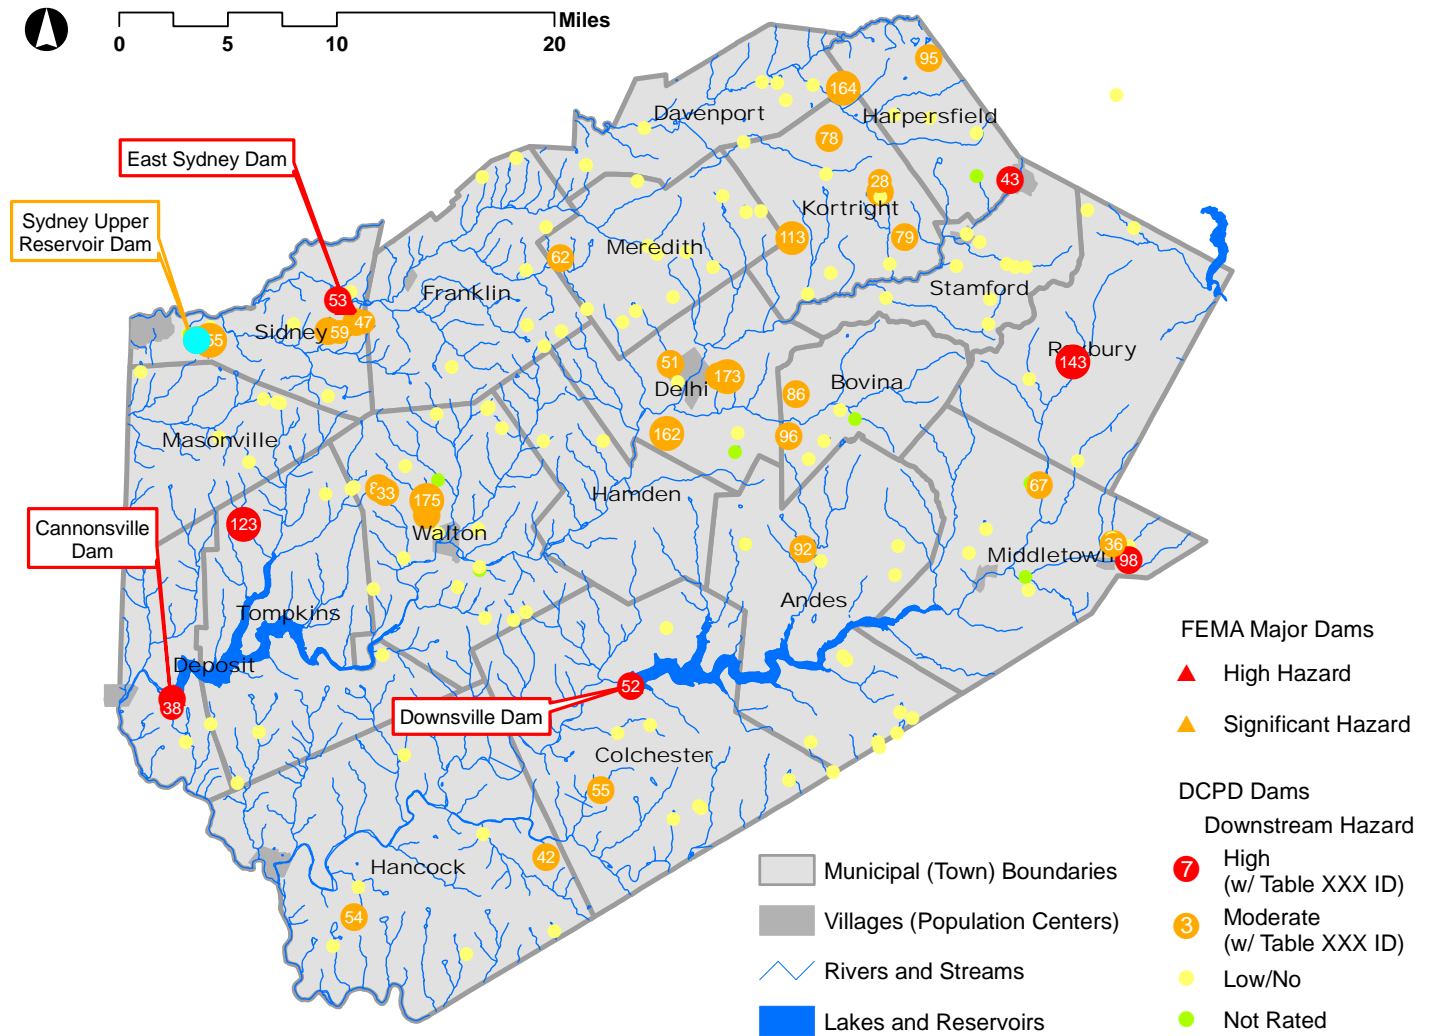 Miles
0 5 10 20
95
164
Davenport
Harpersfield
78
East Sydney Dam
43
28
Kortright
Sydney Upper
Reservoir Dam
113
79
Meredith
62
Franklin
Stamford
53
47
59
Sidney
55
Roxbury
143
51
173
Delhi
Bovina
86
162
96
Masonville
67
Hamden
33
175
123
Walton
Cannonsville
Dam
92
36
98
Middletown
Andes
Tompkins
Deposit
38
52
Downsville Dam
Colchester
55
42
Hancock
54
FEMA Major Dams
High Hazard
Significant Hazard
DCPD Dams
Downstream Hazard
7
High
(w/ Table XXX ID)
3
Moderate
(w/ Table XXX ID)
Low/No
Not Rated
Municipal (Town) Boundaries
Villages (Population Centers)
Rivers and Streams
Lakes and Reservoirs